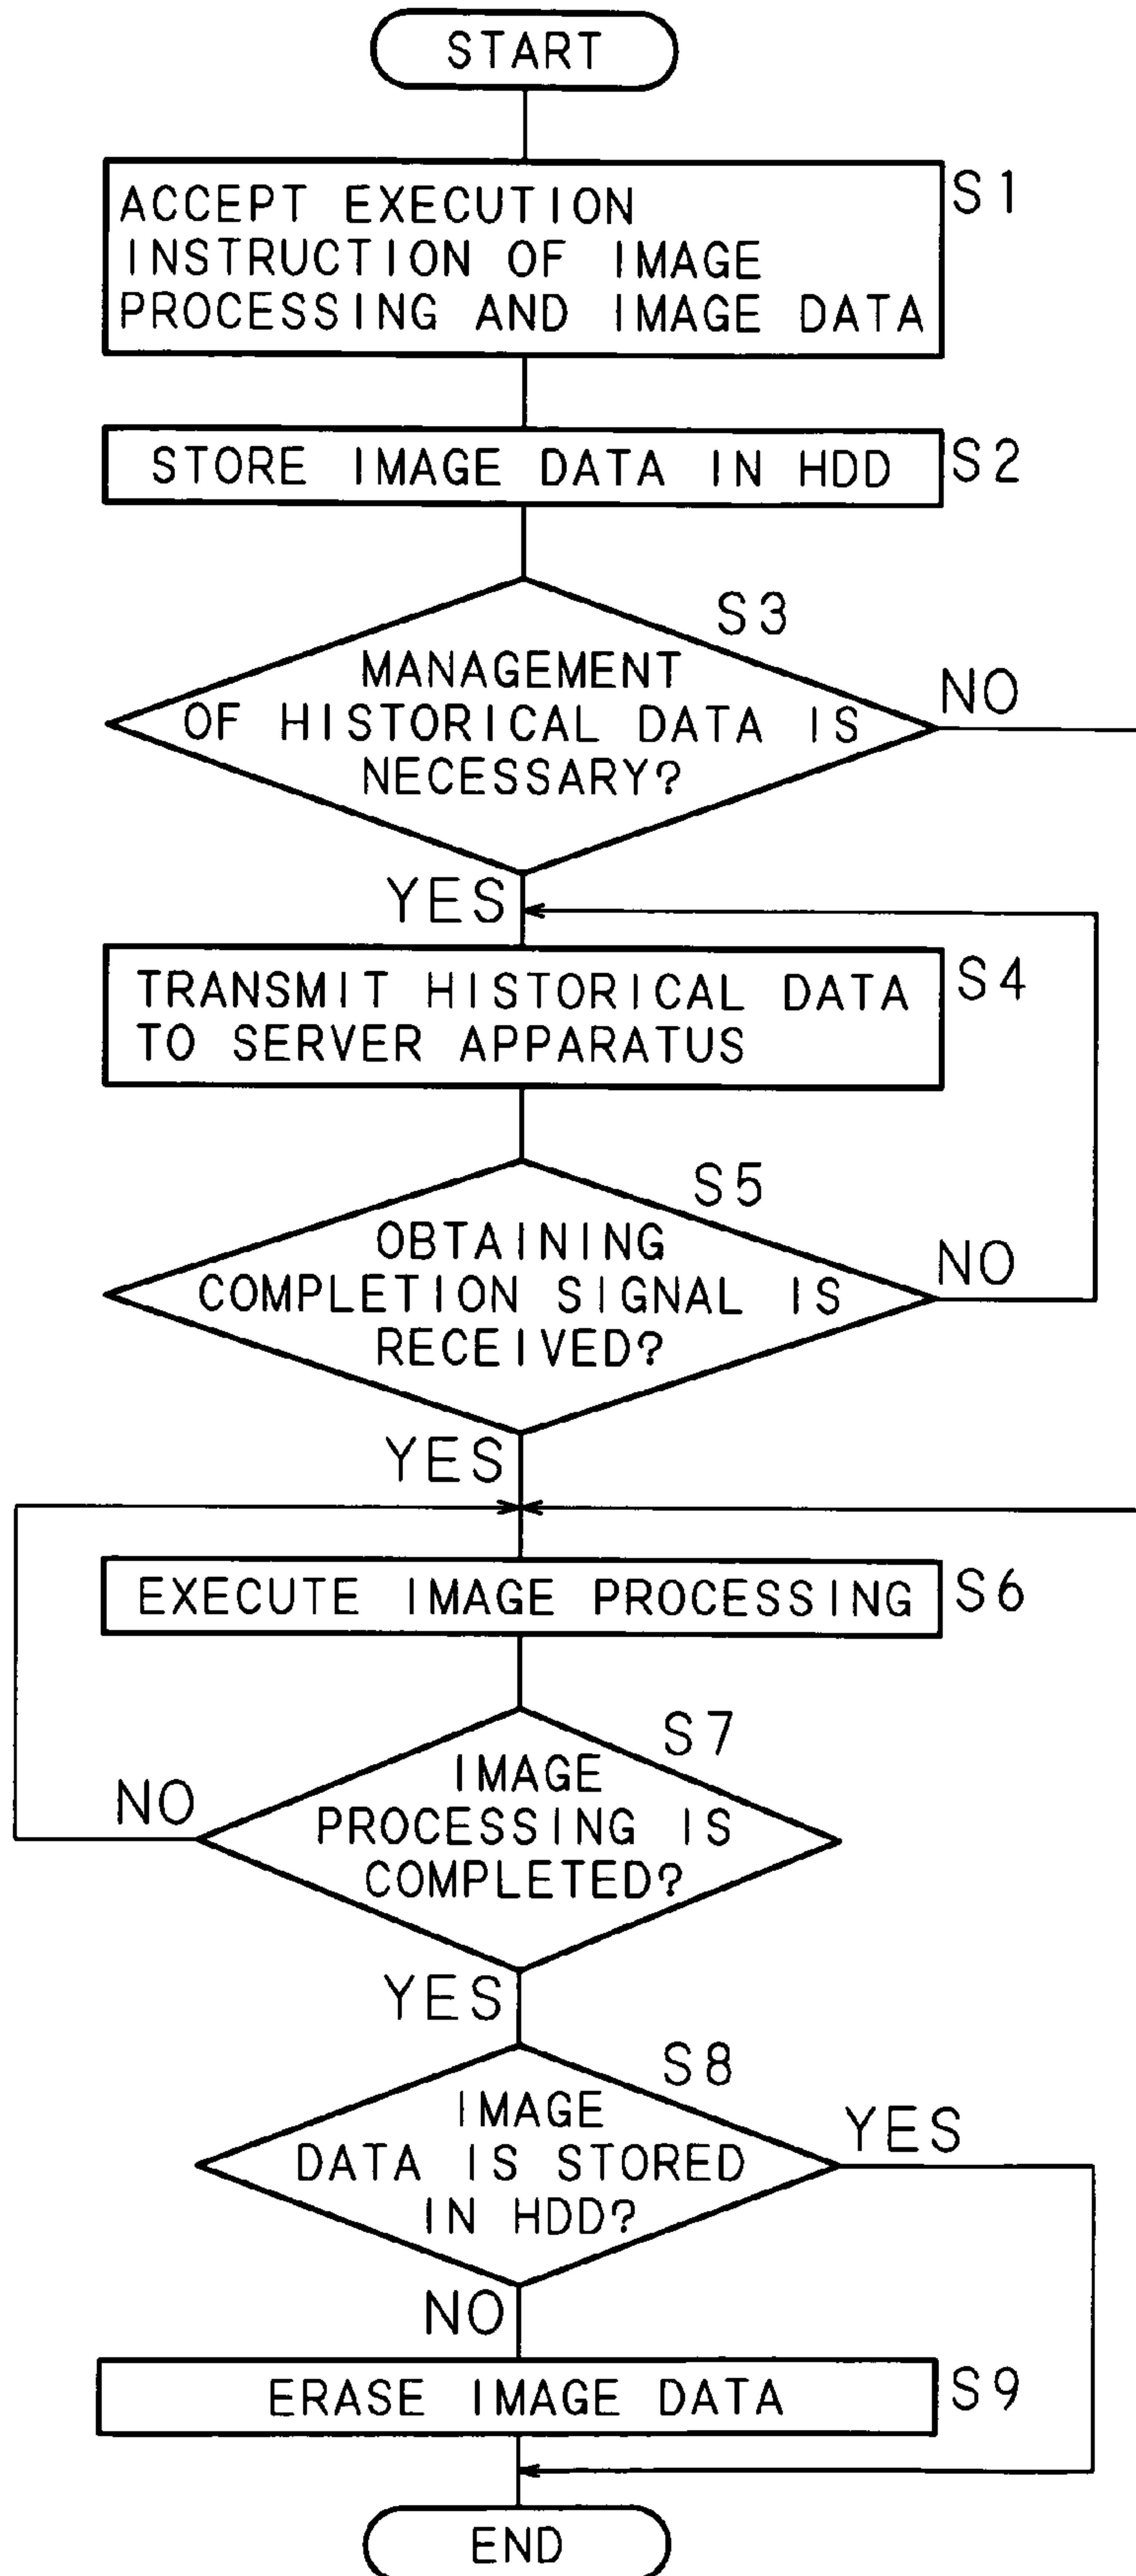 START
S1
ACCEPT EXECUTION
INSTRUCTION OF IMAGE
PROCESSING AND IMAGE DATA
STORE IMAGE DATA IN HDD
S2
S3
MANAGEMENT
OF HISTORICAL DATA IS
NECESSARY?
NO
YES
S4
TRANSMIT HISTORICAL DATA
TO SERVER APPARATUS
S5
OBTAINING
COMPLETION SIGNAL IS
RECEIVED?
NO
YES
EXECUTE IMAGE PROCESSING
S6
S7
IMAGE
PROCESSING IS
COMPLETED?
NO
YES
S8
IMAGE
DATA IS STORED
IN HDD?
YES
NO
ERASE IMAGE DATA
S9
END